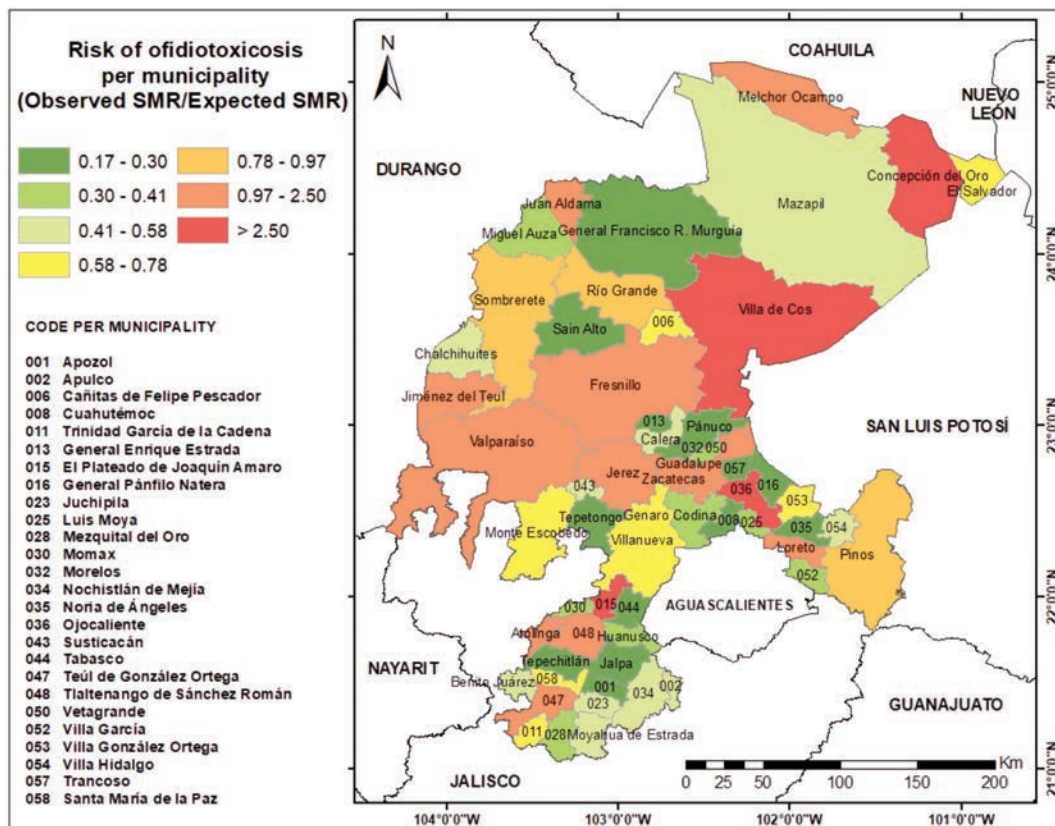 Risk of ofidiotoxicosis
per municipality
(Observed SMR/Expected SMR)
0.17 - 0.30
0.30 - 0.41
0.41 - 0.58
0.58 - 0.78
0.78 - 0.97
0.97 - 2.50
> 2.50
CODE PER MUNICIPALITY
001 Apozol
002 Apulco
006 Cañitas de Felipe Pescador
008 Cuahutémoc
011 Trinidad García de la Cadena
013 General Enrique Estrada
015 El Plateado de Joaquín Amaro
016 General Pánfilo Natera
023 Juchipila
025 Luis Moya
028 Mezquital del Oro
030 Momax
032 Morelos
034 Nochistlán de Mejía
035 Noria de Ángeles
036 Ojocaliente
043 Susticacán
044 Tabasco
047 Teúl de González Ortega
048 Tlaltenango de Sánchez Román
050 Vetagrande
052 Villa García
053 Villa González Ortega
054 Villa Hidalgo
057 Trancoso
058 Santa María de la Paz
N
COAHUILA
NUEVO
LEÓN
DURANGO
SAN LUIS POTOSÍ
AGUASCALIENTES
NAYARIT
JALISCO
GUANAJUATO
Melchor Ocampo
Concepción del Oro
El Salvador
Mazapil
Juan Aldama
General Francisco R. Murguía
Miguel Auza
Sombrerete
Río Grande
Villa de Cos
Sain Alto
006
Chalchihuites
Fresnillo
Jiménez del Teul
013
Pánuco
Calera
032
050
Valparaíso
Guadalupe
Jerez
Zacatecas
057
016
036
043
053
Tepetongo
Genaro
Codina
008
025
035
054
Monte Escobedo
Villanueva
Loreto
Pinos
052
030
015
044
Atolinga
048
Huanusco
Tepechitlán
Jalpa
Benito Juárez
058
001
034
002
047
023
011
028
Moyahua de Estrada
Km
0
25
50
100
150
200
104°0'0"W
103°0'0"W
102°0'0"W
101°0'0"W
25°0'0"N
24°0'0"N
23°0'0"N
22°0'0"N
21°0'0"N